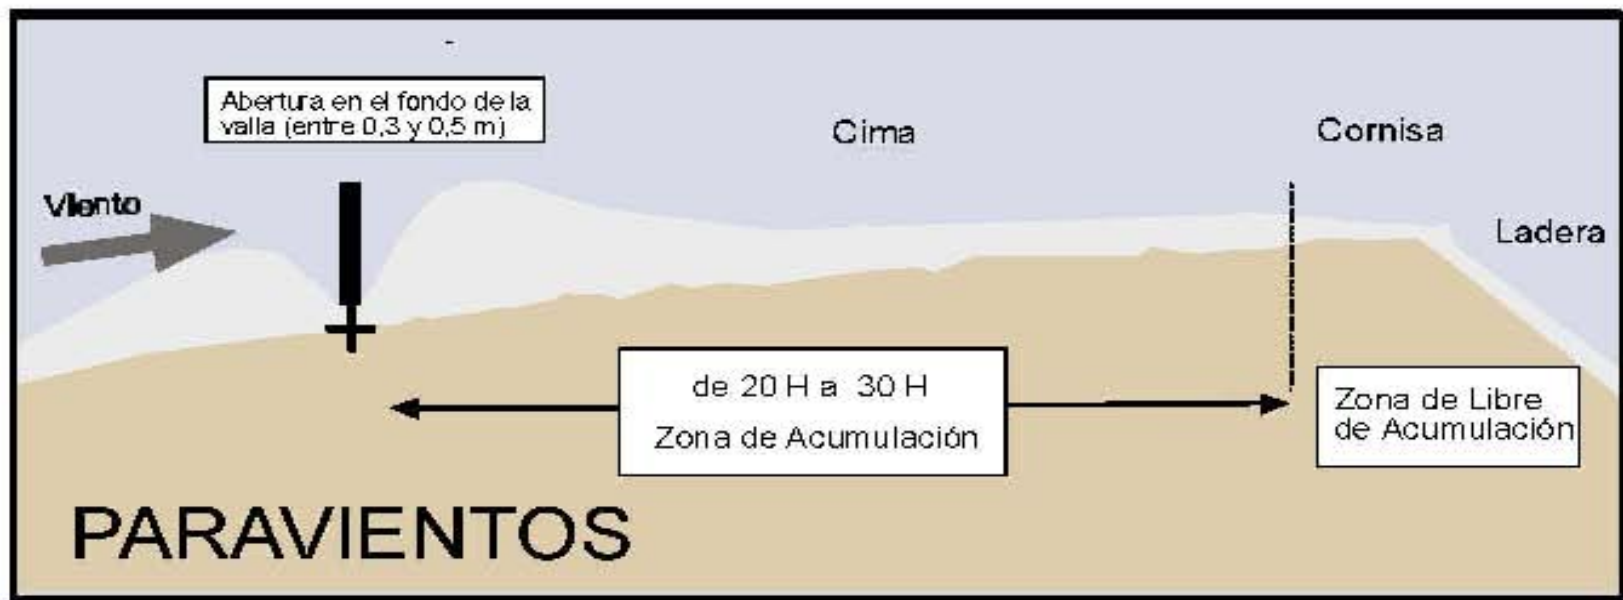 Abertura en el fondo de la
valla (entre 0,3 y 0,5 m)
Cima
Cornisa
Viento
Ladera
de 20 H a 30 H
Zona de Acumulación
Zona de Libre
de Acumulación
PARAVIENTOS